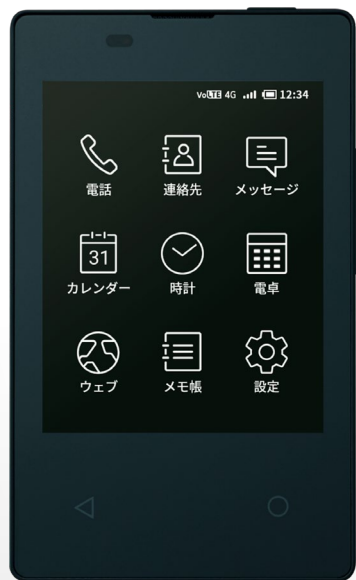 VoLTE 4G 12:34
電話 連絡先 メッセージ
31
カレンダー 時計 電卓
ウェブ メモ帳 設定